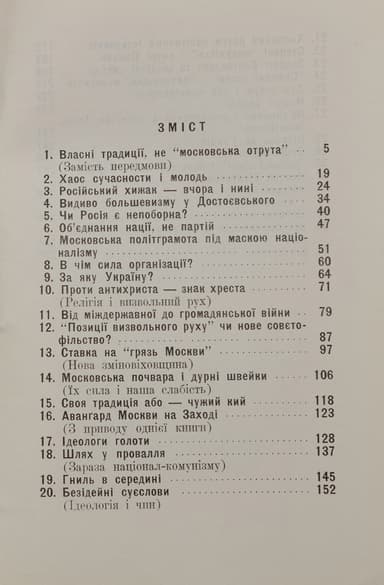 ЗМІСТ
1. Власні традиції, не "московська отрута" · · 5
(Замість передмови)
2. Хаос сучасности і молодь · · · · 19
3. Російський хижак — вчора і нині · · · · 24
4. Видиво большевизму у Достоєвського · · 34
5. Чи Росія є непоборна? · · · · 40
6. Об'єднання нації, не партій · · · · 47
7. Московська політграмота під маскою націо-
налізму · · · · 51
8. В чім сила організації? · · · · 60
9. За яку Україну? · · · · 64
10. Проти антихриста — знак хреста · · · · 71
(Релігія і визвольний рух)
11. Від міждержавної до громадянської війни · · 79
12. "Позиції визвольного руху" чи нове совєто-
фільство? · · · · 87
13. Ставка на "грязь Москви" · · · · 97
(Нова зміновіховщина)
14. Московська почвара і дурні швейки · · 106
(Їх сила і наша слабість)
15. Своя традиція або — чужий кий · · · · 118
16. Авангард Москви на Заході · · · · 123
(З приводу однієї книги)
17. Ідеологи голоти · · · · 128
18. Шлях у провалля · · · · 137
(Зараза націонал-комунізму)
19. Гниль в середині · · · · 145
20. Безідейні суєслови · · · · 152
(Ідеологія і чин)